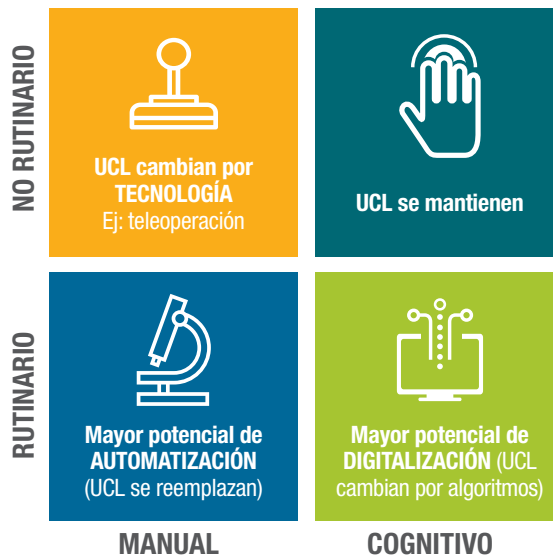 NO RUTINARIO
UCL cambian por
TECNOLOGÍA
Ej: teleoperación
UCL se mantienen
RUTINARIO
Mayor potencial de
AUTOMATIZACIÓN
(UCL se reemplazan)
Mayor potencial de
DIGITALIZACIÓN (UCL
cambian por algoritmos)
MANUAL
COGNITIVO